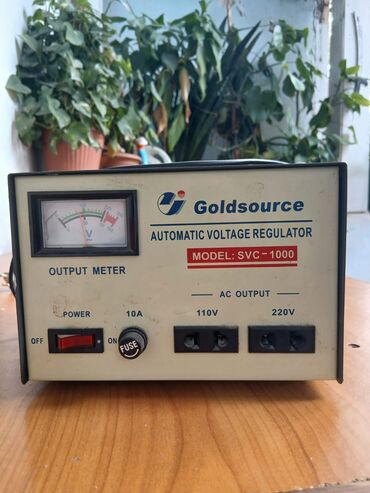 Goldsource
AUTOMATIC VOLTAGE REGULATOR
MODEL: SVC-1000
V
OUTPUT METER
AC OUTPUT
POWER 10A 110V 220V
OFF ON
FUSE